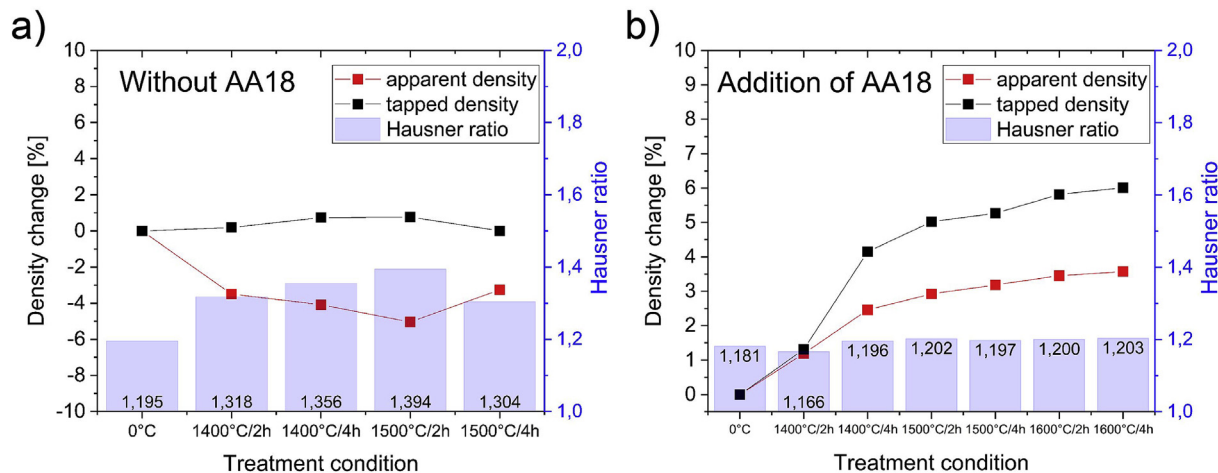 a)
Without AA18
apparent density
tapped density
Hausner ratio
10
8
6
4
2
0
-2
-4
-6
-8
-10
Density change [%]
2,0
1,8
1,6
1,4
1,2
1,0
Hausner ratio
1,195
1,318
1,356
1,394
1,304
0°C
1400°C/2h
1400°C/4h
1500°C/2h
1500°C/4h
Treatment condition
b)
Addition of AA18
apparent density
tapped density
Hausner ratio
10
9
8
7
6
5
4
3
2
1
0
Density change [%]
2,0
1,8
1,6
1,4
1,2
1,0
Hausner ratio
1,181
1,166
1,196
1,202
1,197
1,200
1,203
0°C
1400°C/2h
1400°C/4h
1500°C/2h
1500°C/4h
1600°C/2h
1600°C/4h
Treatment condition